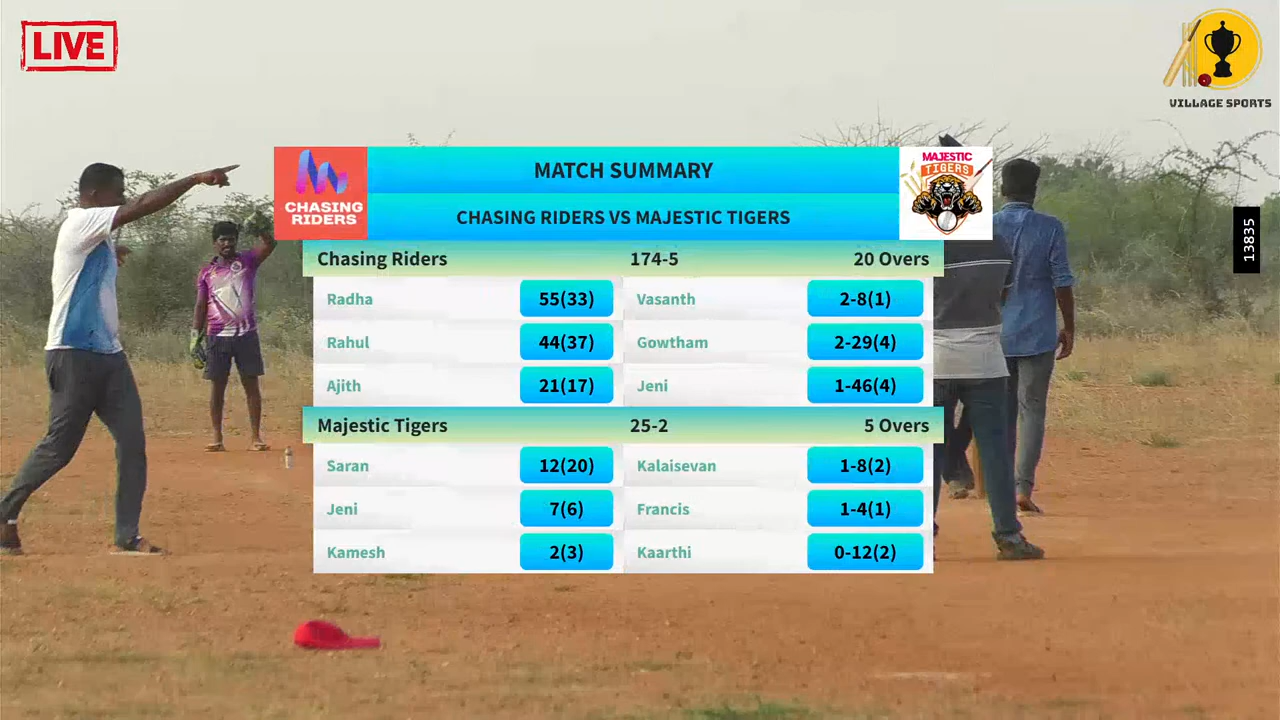 LIVE
VILLAGE SPORTS
CHASING
RIDERS
MATCH SUMMARY
CHASING RIDERS VS MAJESTIC TIGERS
MAJESTIC
TIGERS
13835
Chasing Riders 174-5 20 Overs
Radha 55(33) Vasanth 2-8(1)
Rahul 44(37) Gowtham 2-29(4)
Ajith 21(17) Jeni 1-46(4)
Majestic Tigers 25-2 5 Overs
Saran 12(20) Kalaisevan 1-8(2)
Jeni 7(6) Francis 1-4(1)
Kamesh 2(3) Kaarthi 0-12(2)